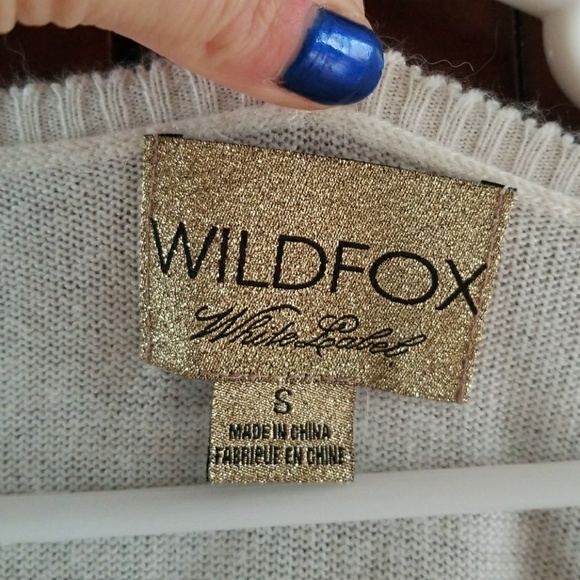 WILDFOX
White Label
S
MADE IN CHINA
FABRIQUE EN CHINE